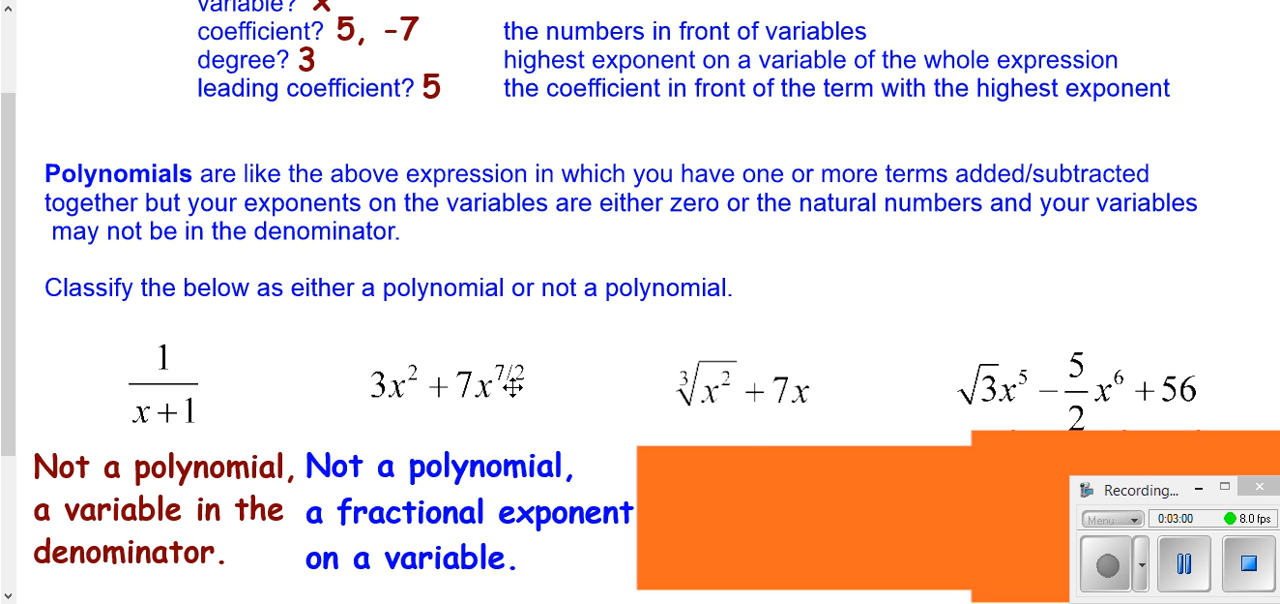 variable? x
coefficient? 5, -7 the numbers in front of variables
degree? 3 highest exponent on a variable of the whole expression
leading coefficient? 5 the coefficient in front of the term with the highest exponent
Polynomials are like the above expression in which you have one or more terms added/subtracted
together but your exponents on the variables are either zero or the natural numbers and your variables
may not be in the denominator.
Classify the below as either a polynomial or not a polynomial.
1/(x+1) 3x^2 + 7x^(7/2) ∛(x^2) + 7x √3x^5 − 5/2 x^6 + 56
Not a polynomial,
a variable in the
denominator.
Not a polynomial,
a fractional exponent
on a variable.
Recording...
Menu 0:03:00 8.0 fps